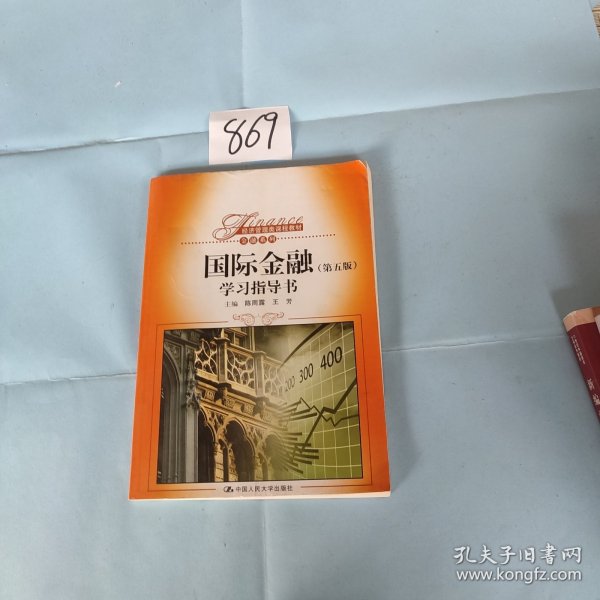 869
Finance
经济管理类课程教材
金融系列
国际金融(第五版)
学习指导书
主编 陈雨露 王芳
200 300 400
中国人民大学出版社
孔夫子旧书网
www.kongfz.com